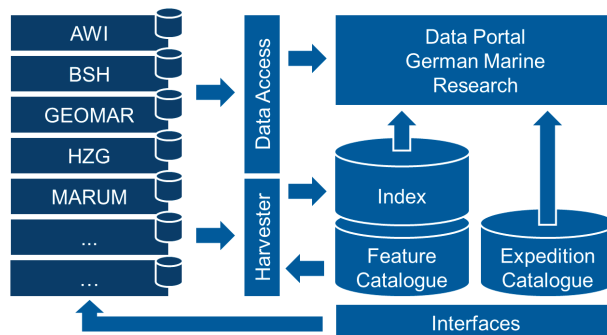 AWI
BSH
GEOMAR
HZG
MARUM
...
...
Data Access
Harvester
Data Portal
German Marine
Research
Index
Feature
Catalogue
Expedition
Catalogue
Interfaces